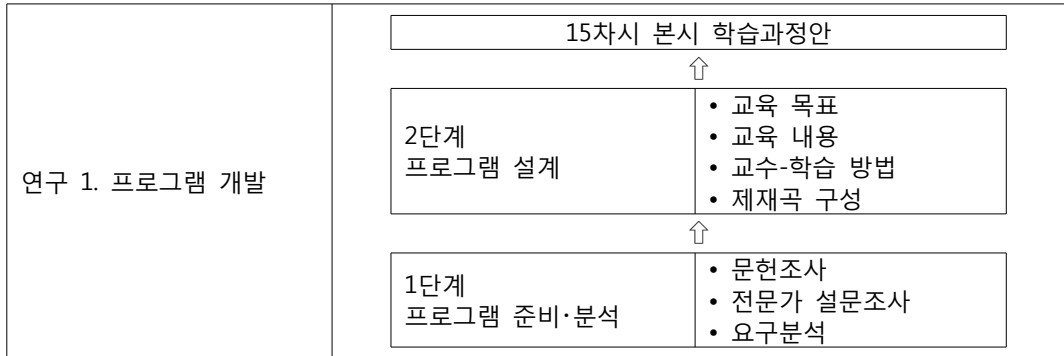 연구 1. 프로그램 개발
15차시 본시 학습과정안
⇧
2단계
프로그램 설계
• 교육 목표
• 교육 내용
• 교수-학습 방법
• 제재곡 구성
⇧
1단계
프로그램 준비·분석
• 문헌조사
• 전문가 설문조사
• 요구분석